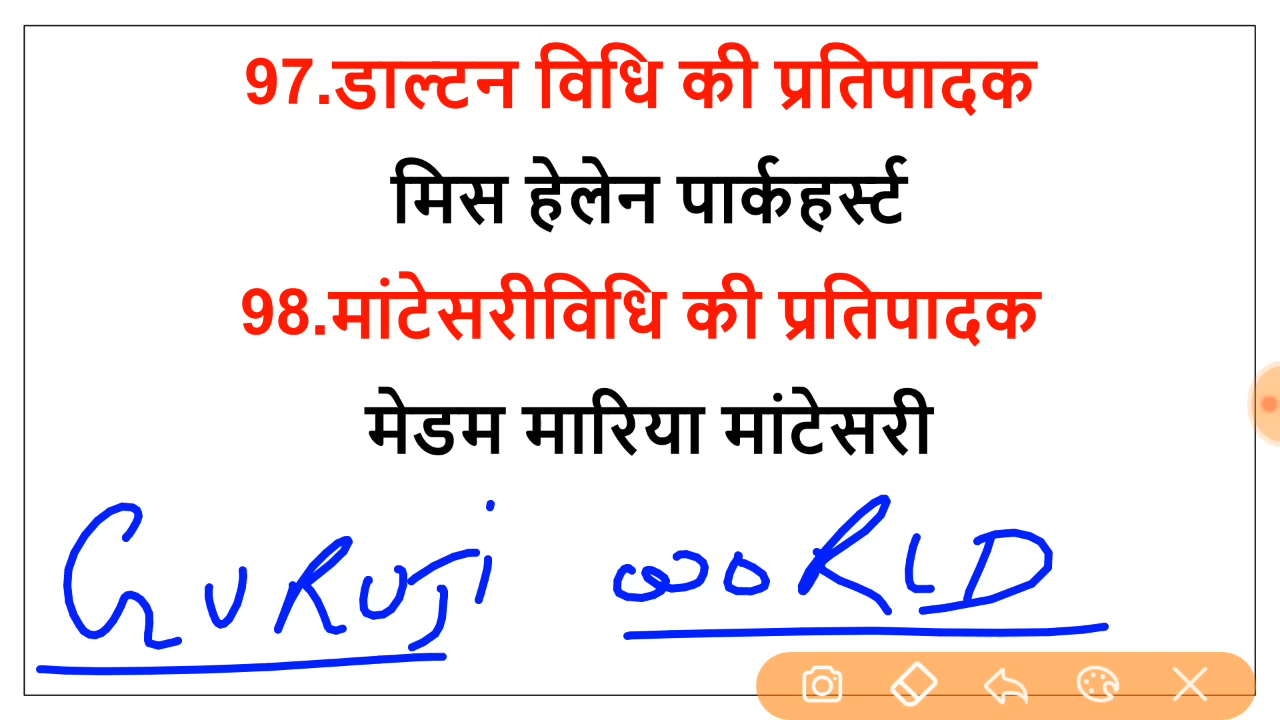 97.डाल्टन विधि की प्रतिपादक
मिस हेलेन पार्कहर्स्ट
98.मांटेसरीविधि की प्रतिपादक
मेडम मारिया मांटेसरी
GURUJi WORLD